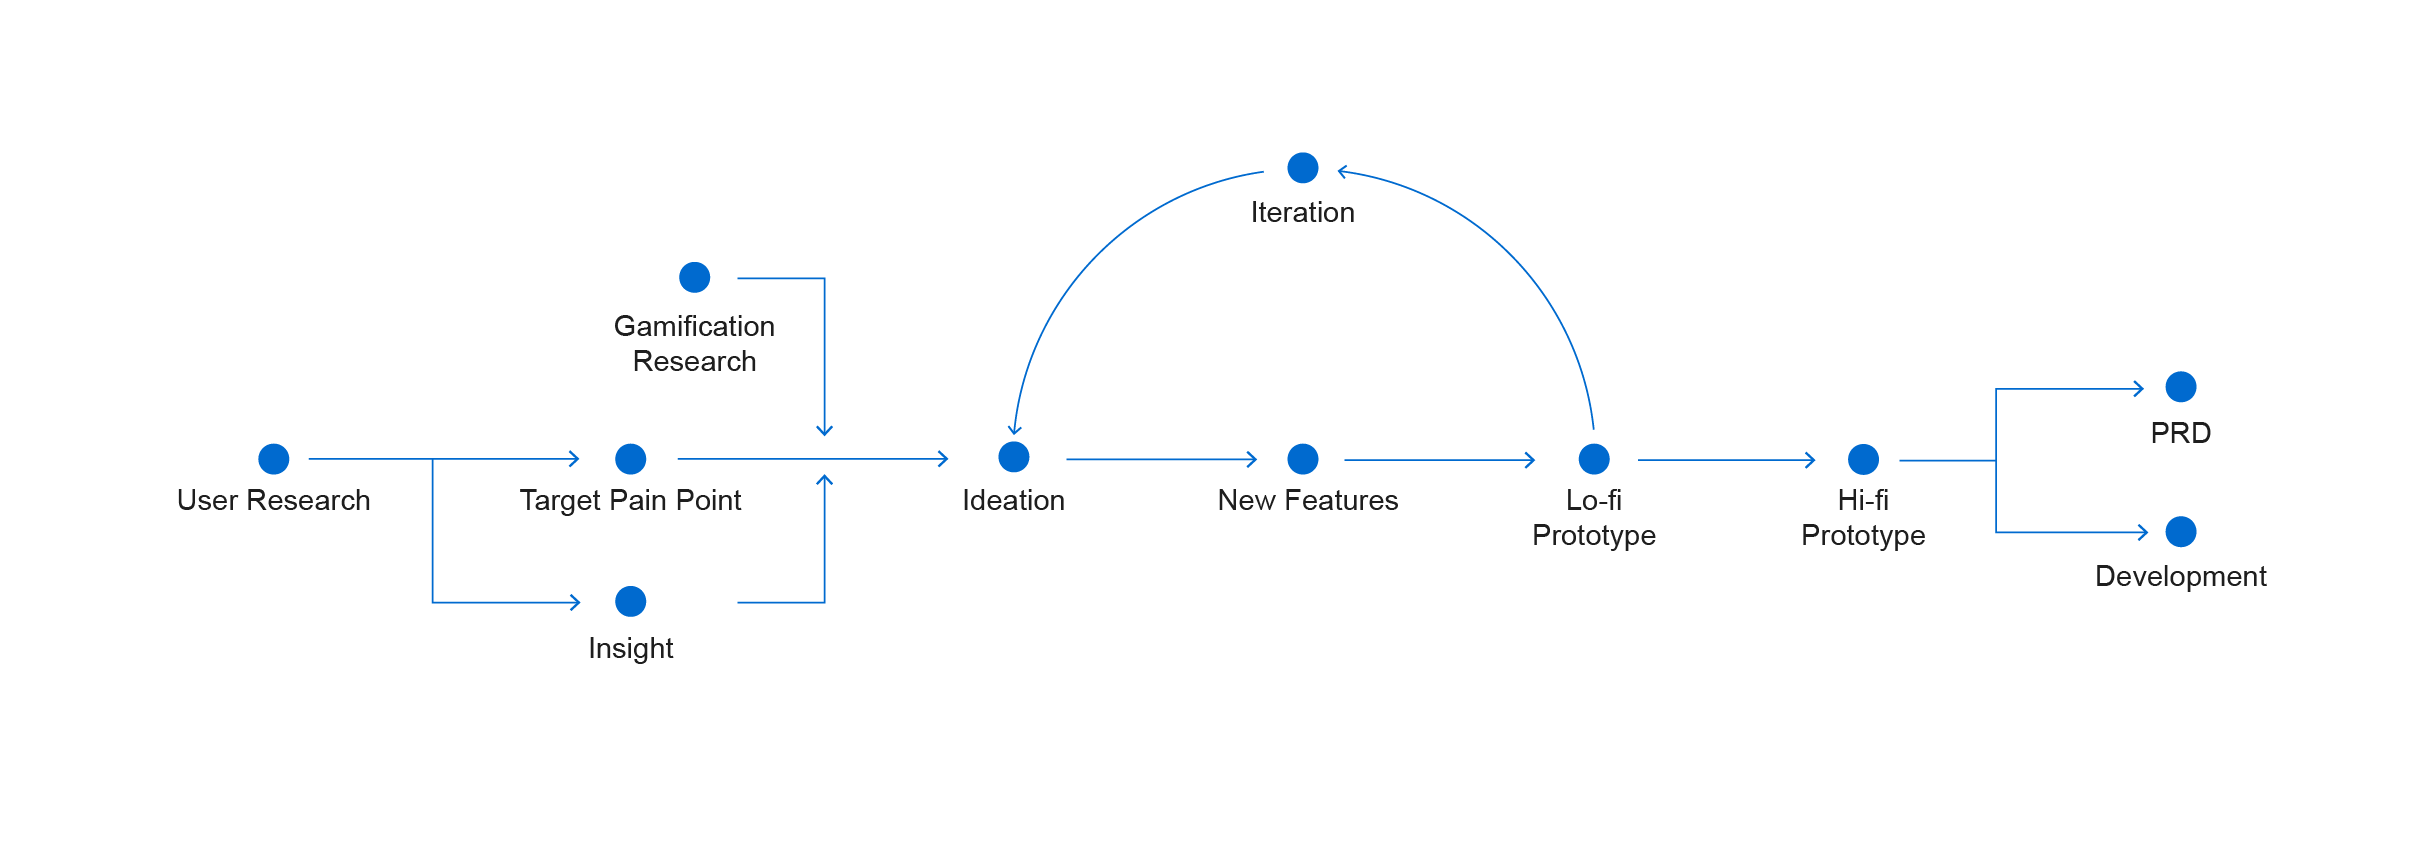 Iteration
Gamification
Research
User Research
Target Pain Point
Insight
Ideation
New Features
Lo-fi
Prototype
Hi-fi
Prototype
PRD
Development